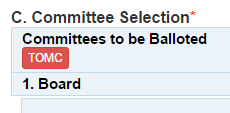 C. Committee Selection*
Committees to be Balloted
TOMC
1. Board